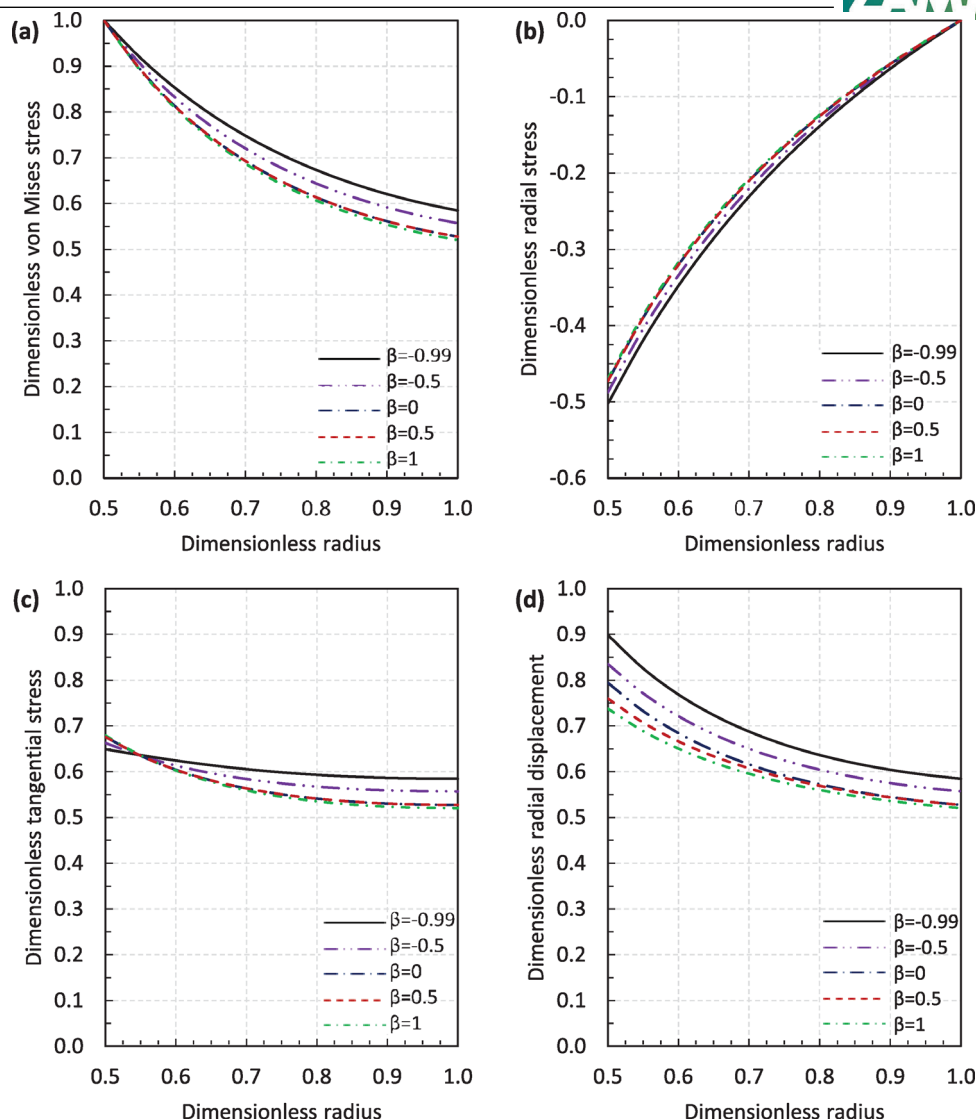 (a)
Dimensionless von Mises stress
1.0
0.9
0.8
0.7
0.6
0.5
0.4
0.3
0.2
0.1
0.0
β=-0.99
β=-0.5
β=0
β=0.5
β=1
0.5 0.6 0.7 0.8 0.9 1.0
Dimensionless radius
(b)
Dimensionless radial stress
0.0
-0.1
-0.2
-0.3
-0.4
-0.5
-0.6
β=-0.99
β=-0.5
β=0
β=0.5
β=1
0.5 0.6 0.7 0.8 0.9 1.0
Dimensionless radius
(c)
Dimensionless tangential stress
1.0
0.9
0.8
0.7
0.6
0.5
0.4
0.3
0.2
0.1
0.0
β=-0.99
β=-0.5
β=0
β=0.5
β=1
0.5 0.6 0.7 0.8 0.9 1.0
Dimensionless radius
(d)
Dimensionless radial displacement
1.0
0.9
0.8
0.7
0.6
0.5
0.4
0.3
0.2
0.1
0.0
β=-0.99
β=-0.5
β=0
β=0.5
β=1
0.5 0.6 0.7 0.8 0.9 1.0
Dimensionless radius